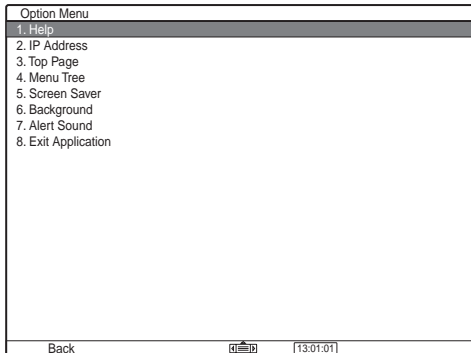 Option Menu
1. Help
2. IP Address
3. Top Page
4. Menu Tree
5. Screen Saver
6. Background
7. Alert Sound
8. Exit Application
Back 13:01:01